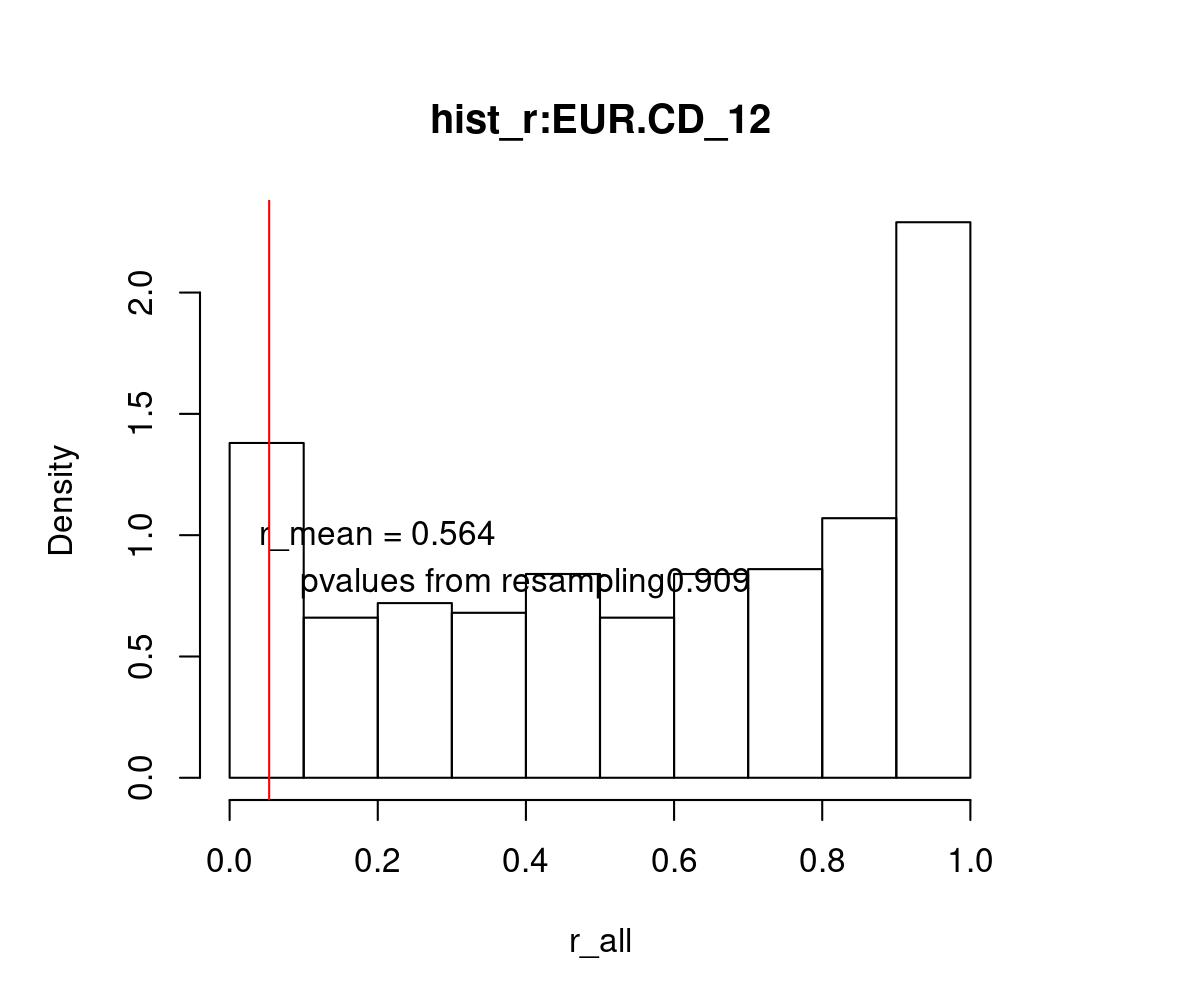 hist_r:EUR.CD_12
Density
2.0
1.5
1.0
0.5
0.0
r_mean = 0.564
pvalues from resampling0.909
0.0 0.2 0.4 0.6 0.8 1.0
r_all